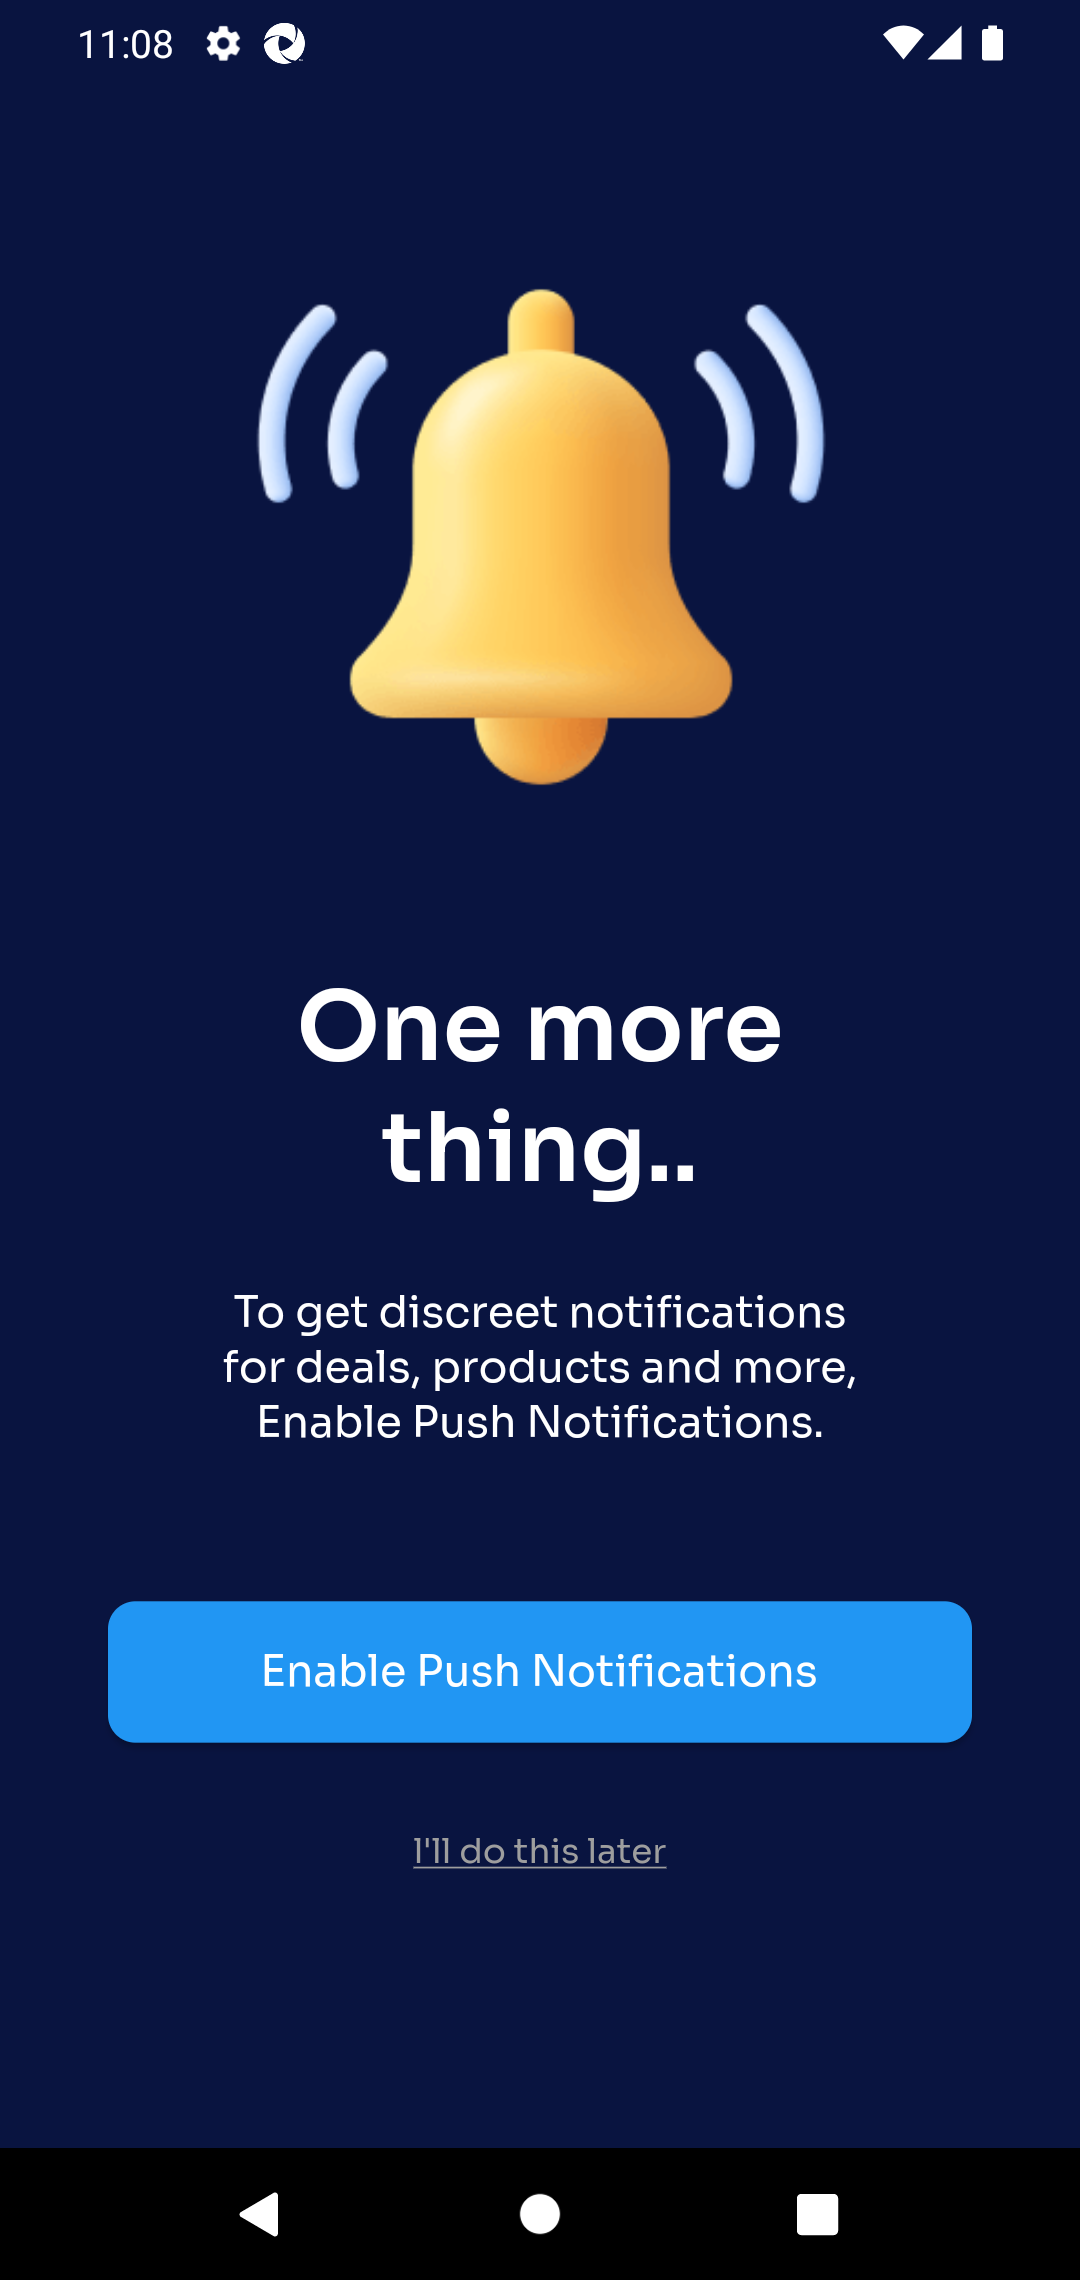 11:08
One more
thing..
To get discreet notifications
for deals, products and more,
Enable Push Notifications.
Enable Push Notifications
I'll do this later